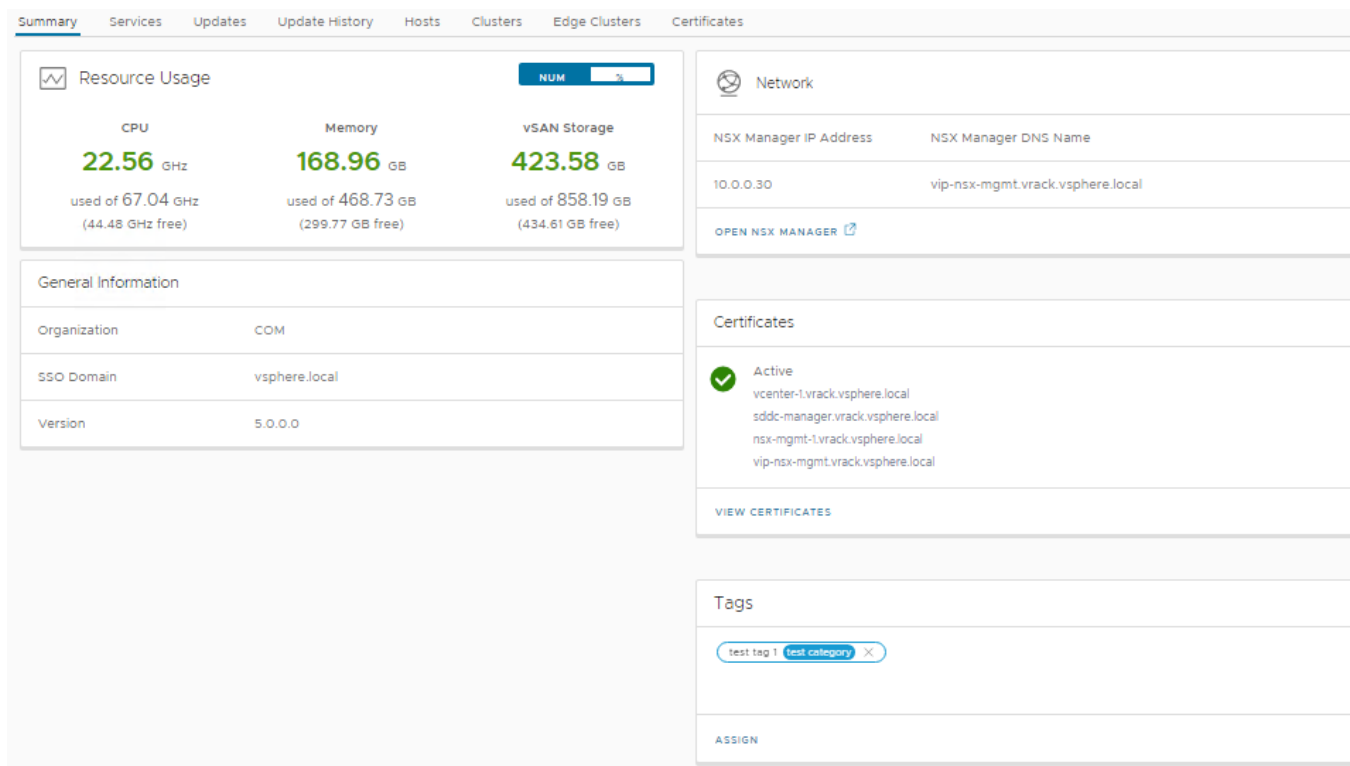 Summary Services Updates Update History Hosts Clusters Edge Clusters Certificates
Resource Usage
NUM %
CPU Memory vSAN Storage
22.56 GHz 168.96 GB 423.58 GB
used of 67.04 GHz used of 468.73 GB used of 858.19 GB
(44.48 GHz free) (299.77 GB free) (434.61 GB free)
General Information
Organization COM
SSO Domain vsphere.local
Version 5.0.0.0
Network
NSX Manager IP Address NSX Manager DNS Name
10.0.0.30 vip-nsx-mgmt.vrack.vsphere.local
OPEN NSX MANAGER
Certificates
Active
vcenter-1.vrack.vsphere.local
sddc-manager.vrack.vsphere.local
nsx-mgmt-1.vrack.vsphere.local
vip-nsx-mgmt.vrack.vsphere.local
VIEW CERTIFICATES
Tags
test tag 1 test category
ASSIGN